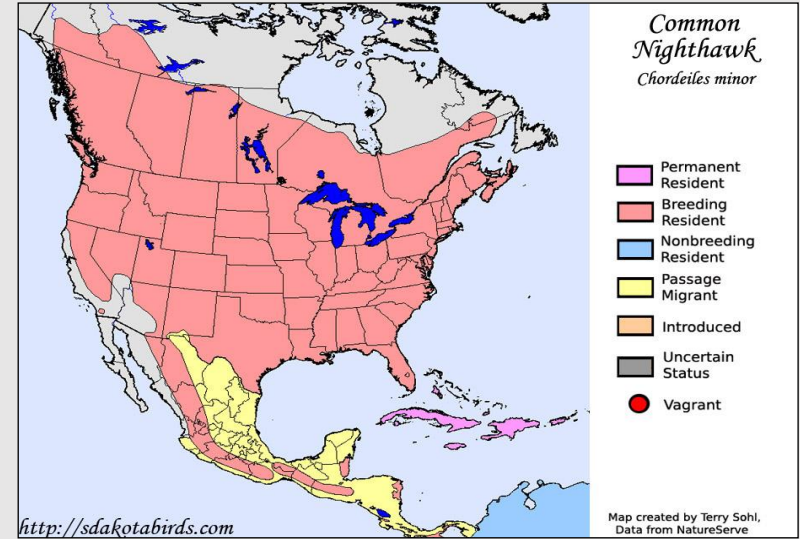 Common
Nighthawk
Chordeiles minor
Permanent
Resident
Breeding
Resident
Nonbreeding
Resident
Passage
Migrant
Introduced
Uncertain
Status
Vagrant
http://sdakotabirds.com
Map created by Terry Sohl,
Data from NatureServe